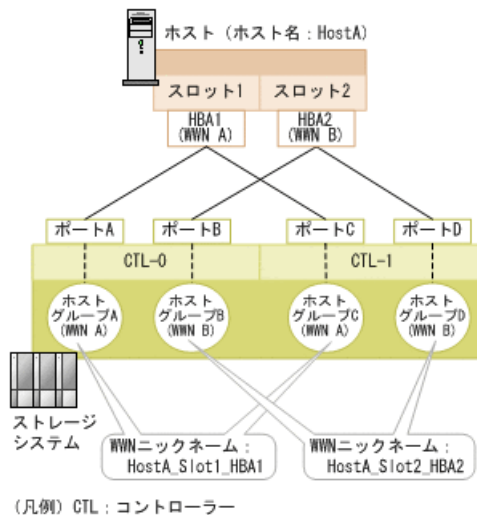 ホスト（ホスト名：HostA）
スロット1
スロット2
HBA1
(WWN A)
HBA2
(WWN B)
ポートA
ポートB
ポートC
ポートD
CTL-0
CTL-1
ホスト
グループA
(WWN A)
ホスト
グループB
(WWN B)
ホスト
グループC
(WWN A)
ホスト
グループD
(WWN B)
ストレージ
システム
WWNニックネーム：
HostA_Slot1_HBA1
WWNニックネーム：
HostA_Slot2_HBA2
(凡例) CTL：コントローラー